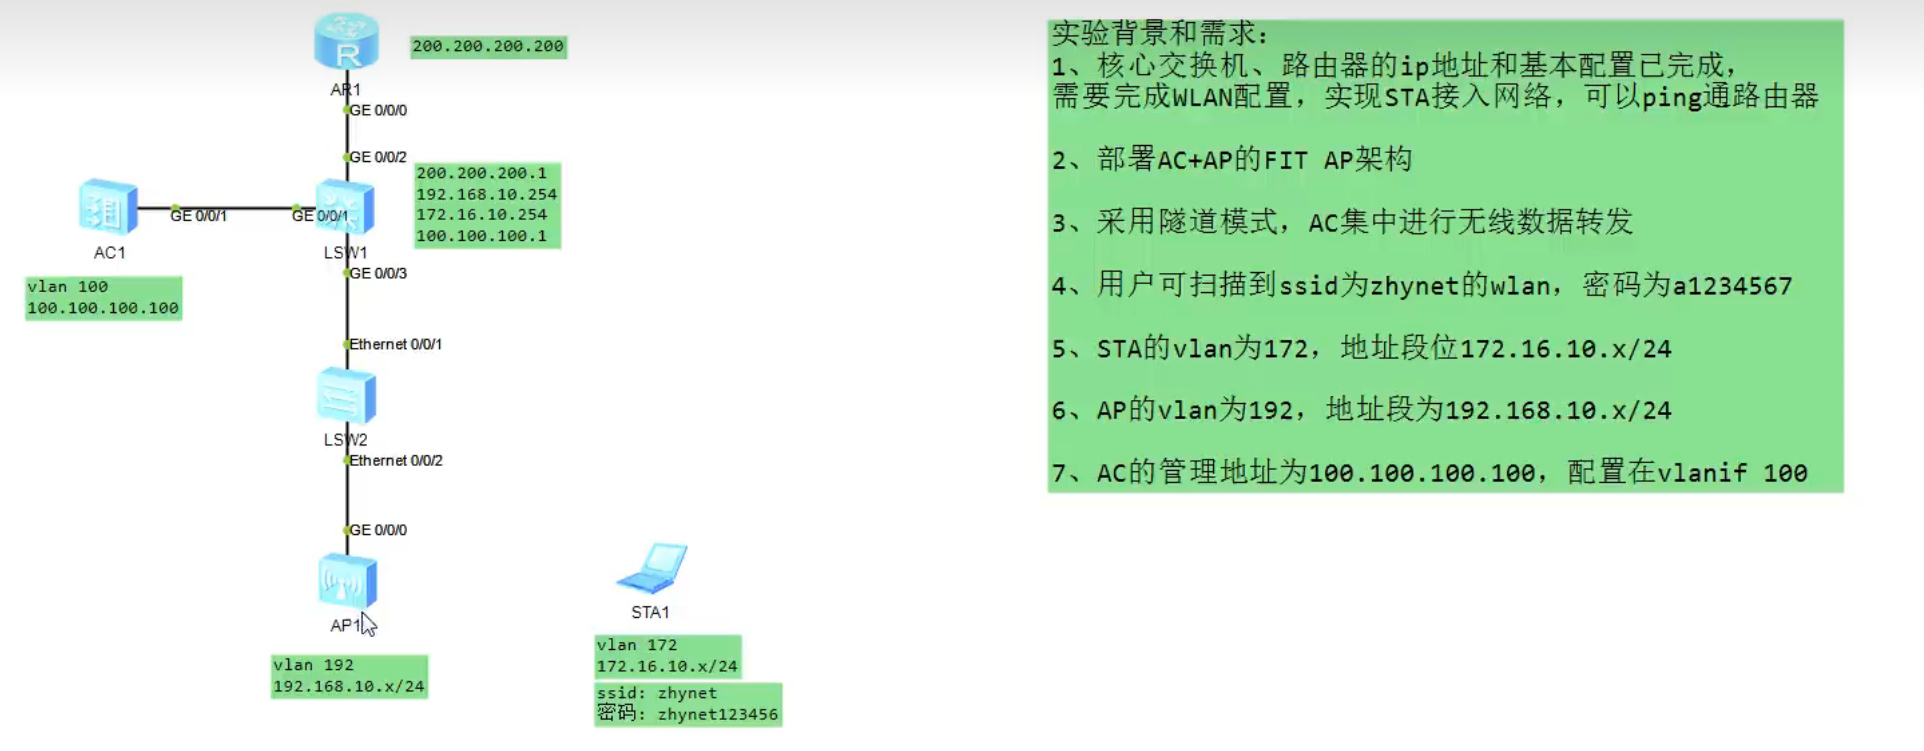 200.200.200.200
AR1
GE 0/0/0
GE 0/0/2
200.200.200.1
192.168.10.254
172.16.10.254
100.100.100.1
GE 0/0/1
GE 0/0/1
AC1
LSW1
vlan 100
100.100.100.100
GE 0/0/3
Ethernet 0/0/1
LSW2
Ethernet 0/0/2
GE 0/0/0
AP1
vlan 192
192.168.10.x/24
STA1
vlan 172
172.16.10.x/24
ssid: zhynet
密码: zhynet123456
实验背景和需求:
1、核心交换机、路由器的ip地址和基本配置已完成,
需要完成WLAN配置, 实现STA接入网络, 可以ping通路由器
2、部署AC+AP的FIT AP架构
3、采用隧道模式, AC集中进行无线数据转发
4、用户可扫描到ssid为zhynet的wlan, 密码为a1234567
5、STA的vlan为172, 地址段位172.16.10.x/24
6、AP的vlan为192, 地址段为192.168.10.x/24
7、AC的管理地址为100.100.100.100, 配置在vlanif 100